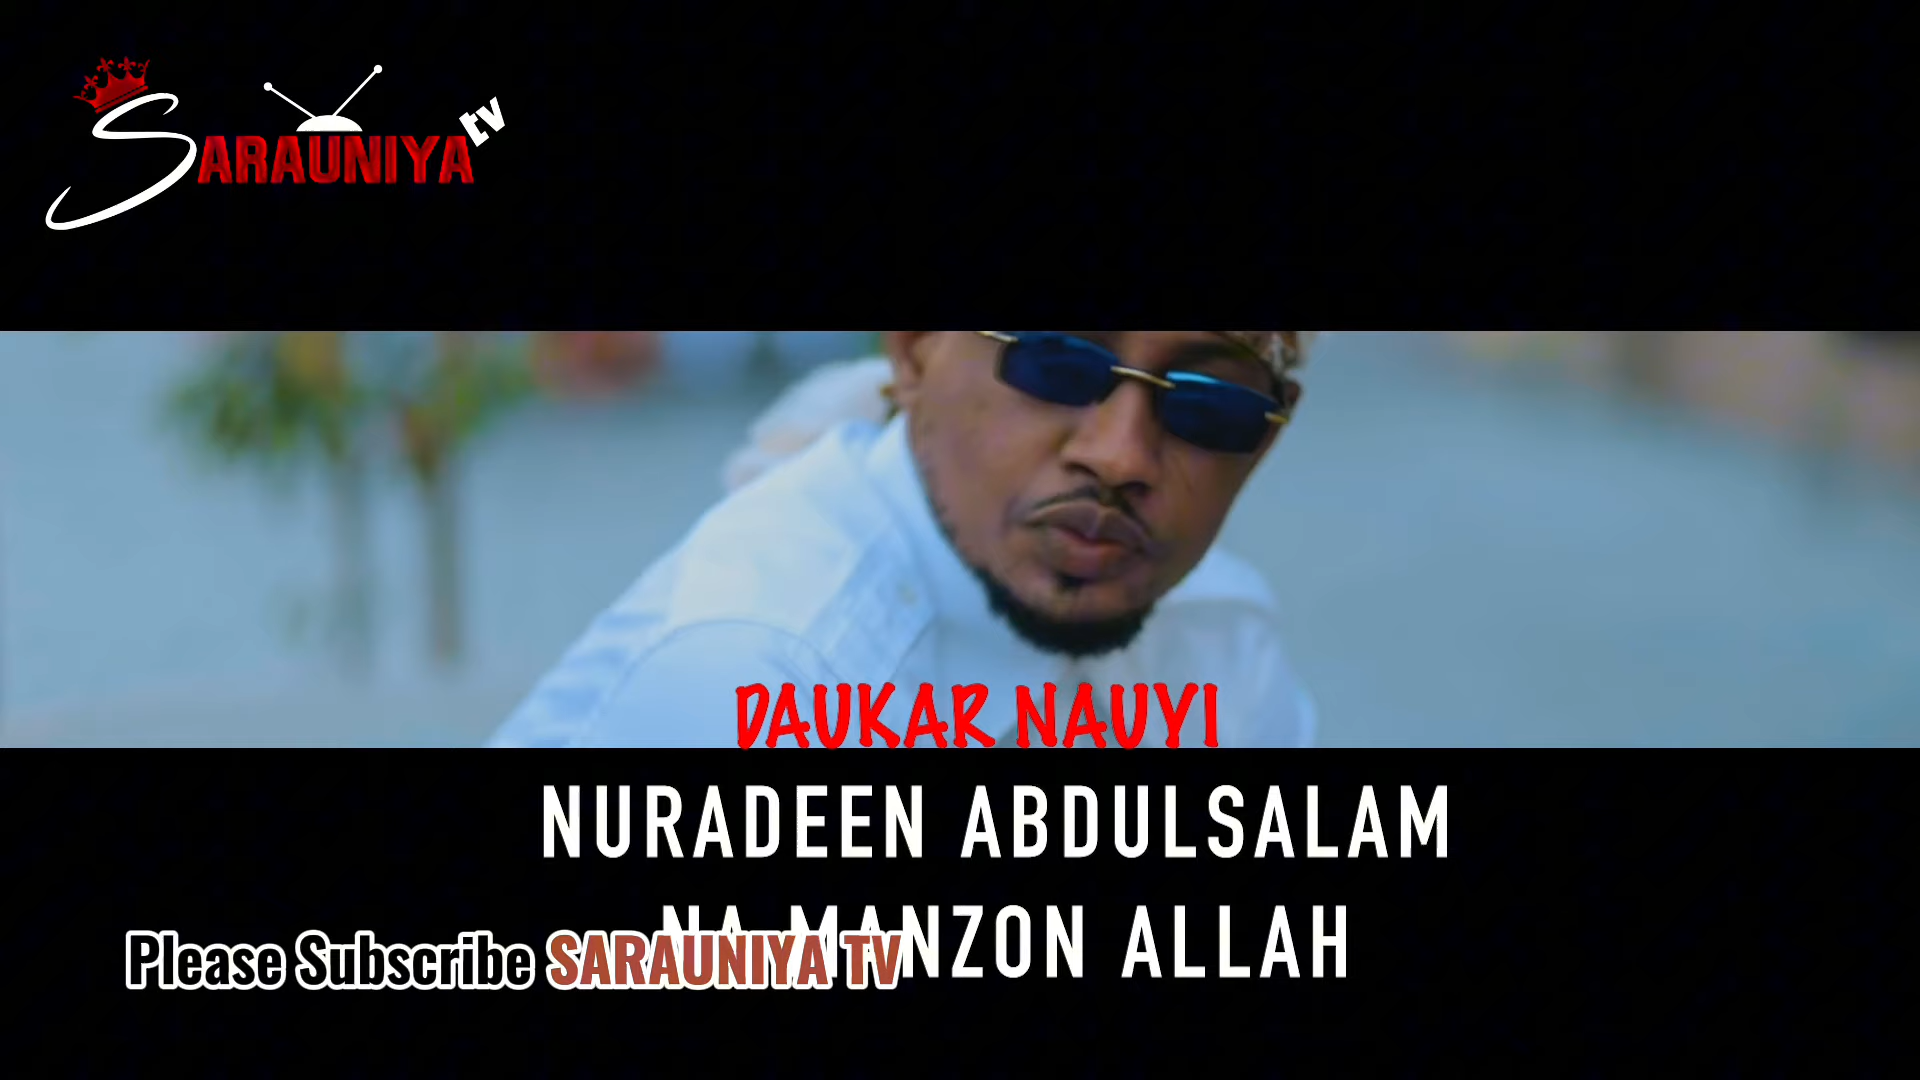 SARAUNIYA tv
DAUKAR NAUYI
NURADEEN ABDULSALAM
NA MANZON ALLAH
Please Subscribe SARAUNIYA TV